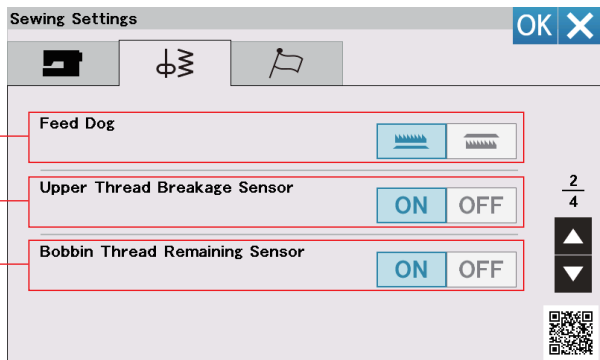 Sewing Settings
OK
Feed Dog
Upper Thread Breakage Sensor
ON OFF
2
4
Bobbin Thread Remaining Sensor
ON OFF